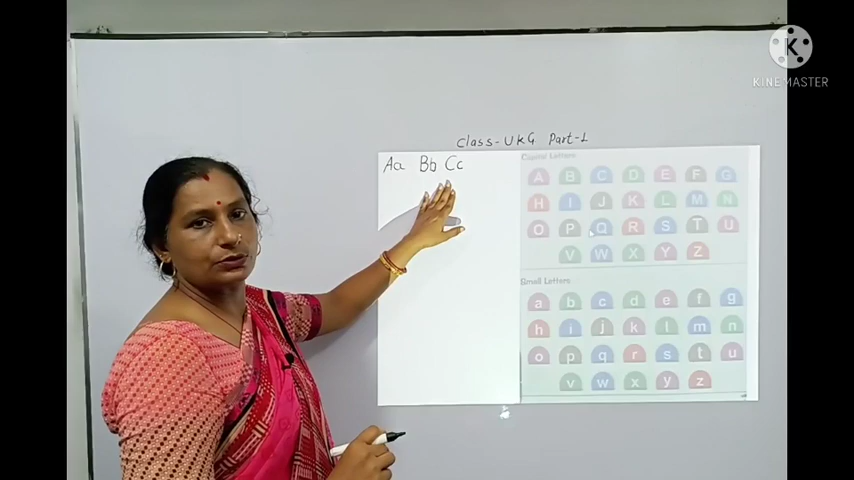 K
KINEMASTER
Class-UKG Part-1
Aa Bb Cc
Capital Letters
A B C D E F G
H I J K L M N
O P Q R S T U
V W X Y Z
Small Letters
a b c d e f g
h i j k l m n
o p q r s t u
v w x y z